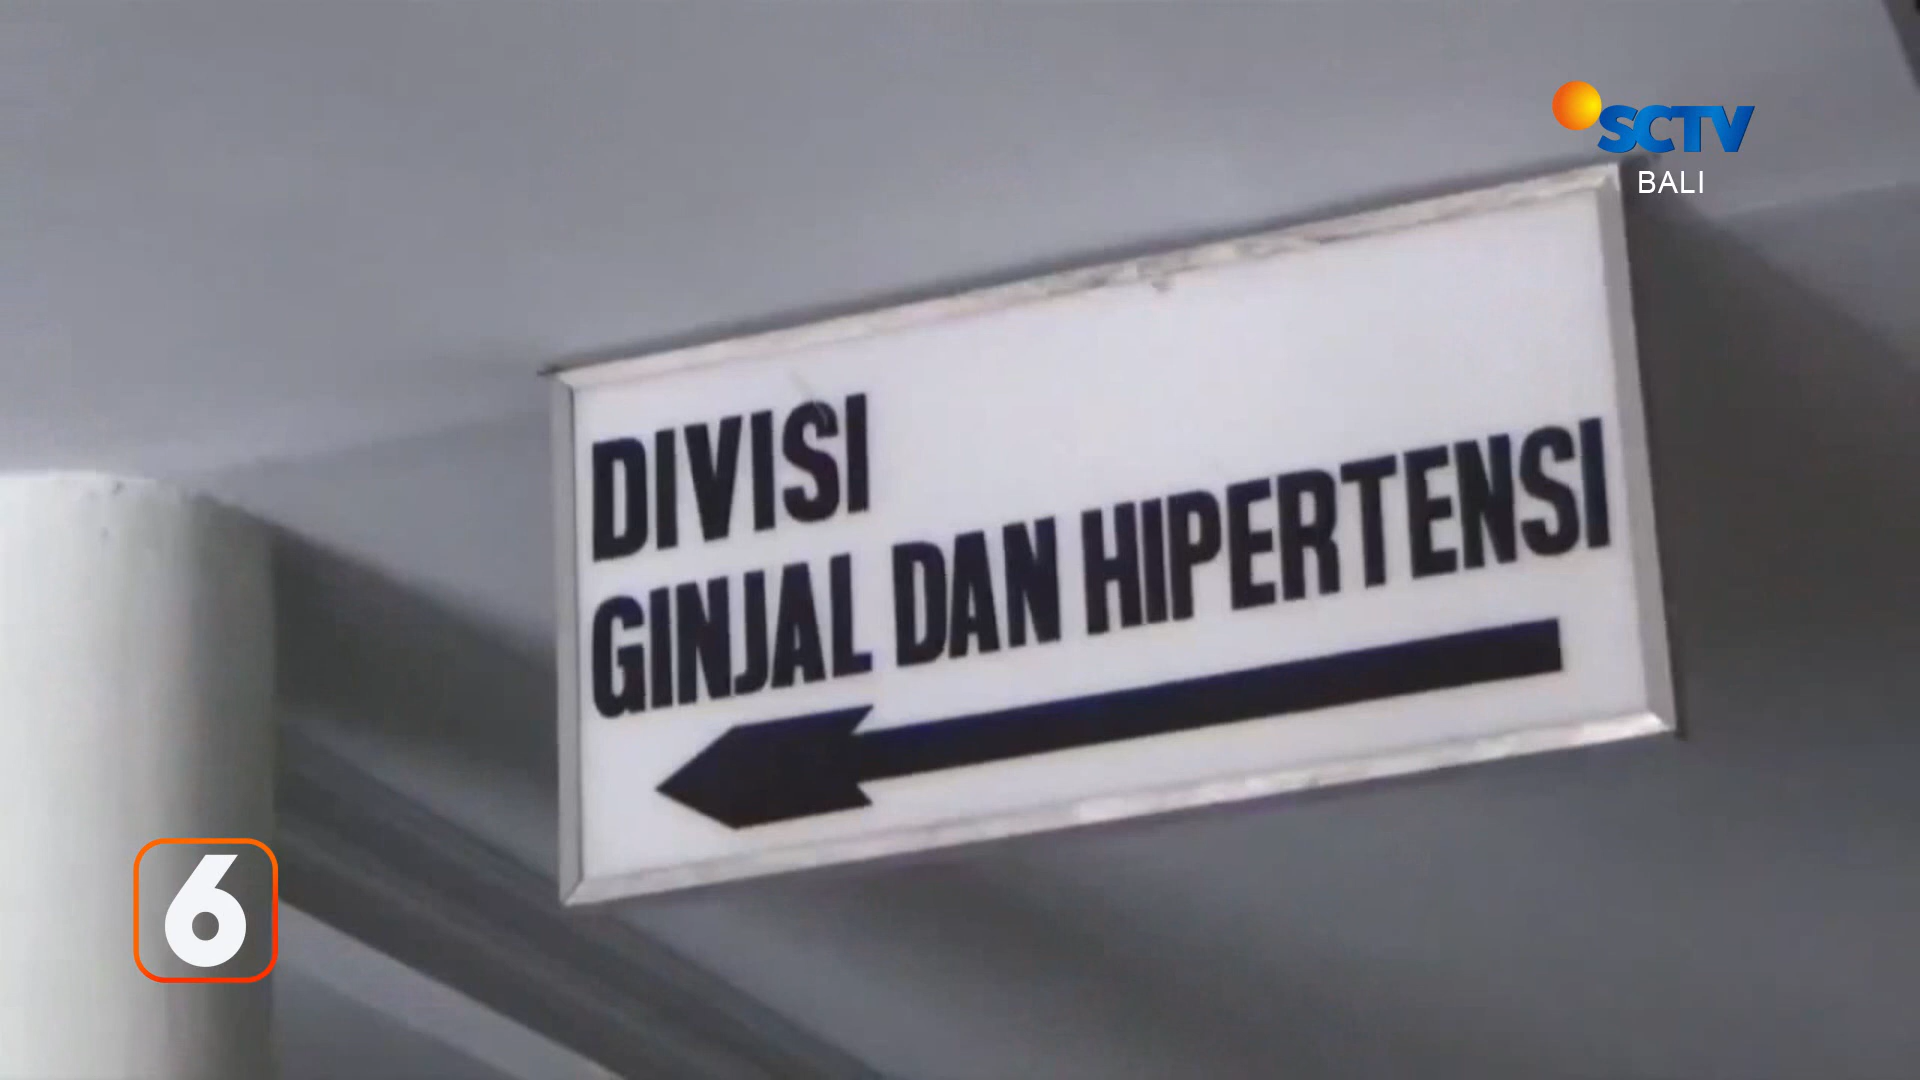 SCTV
BALI
DIVISI
GINJAL DAN HIPERTENSI
6